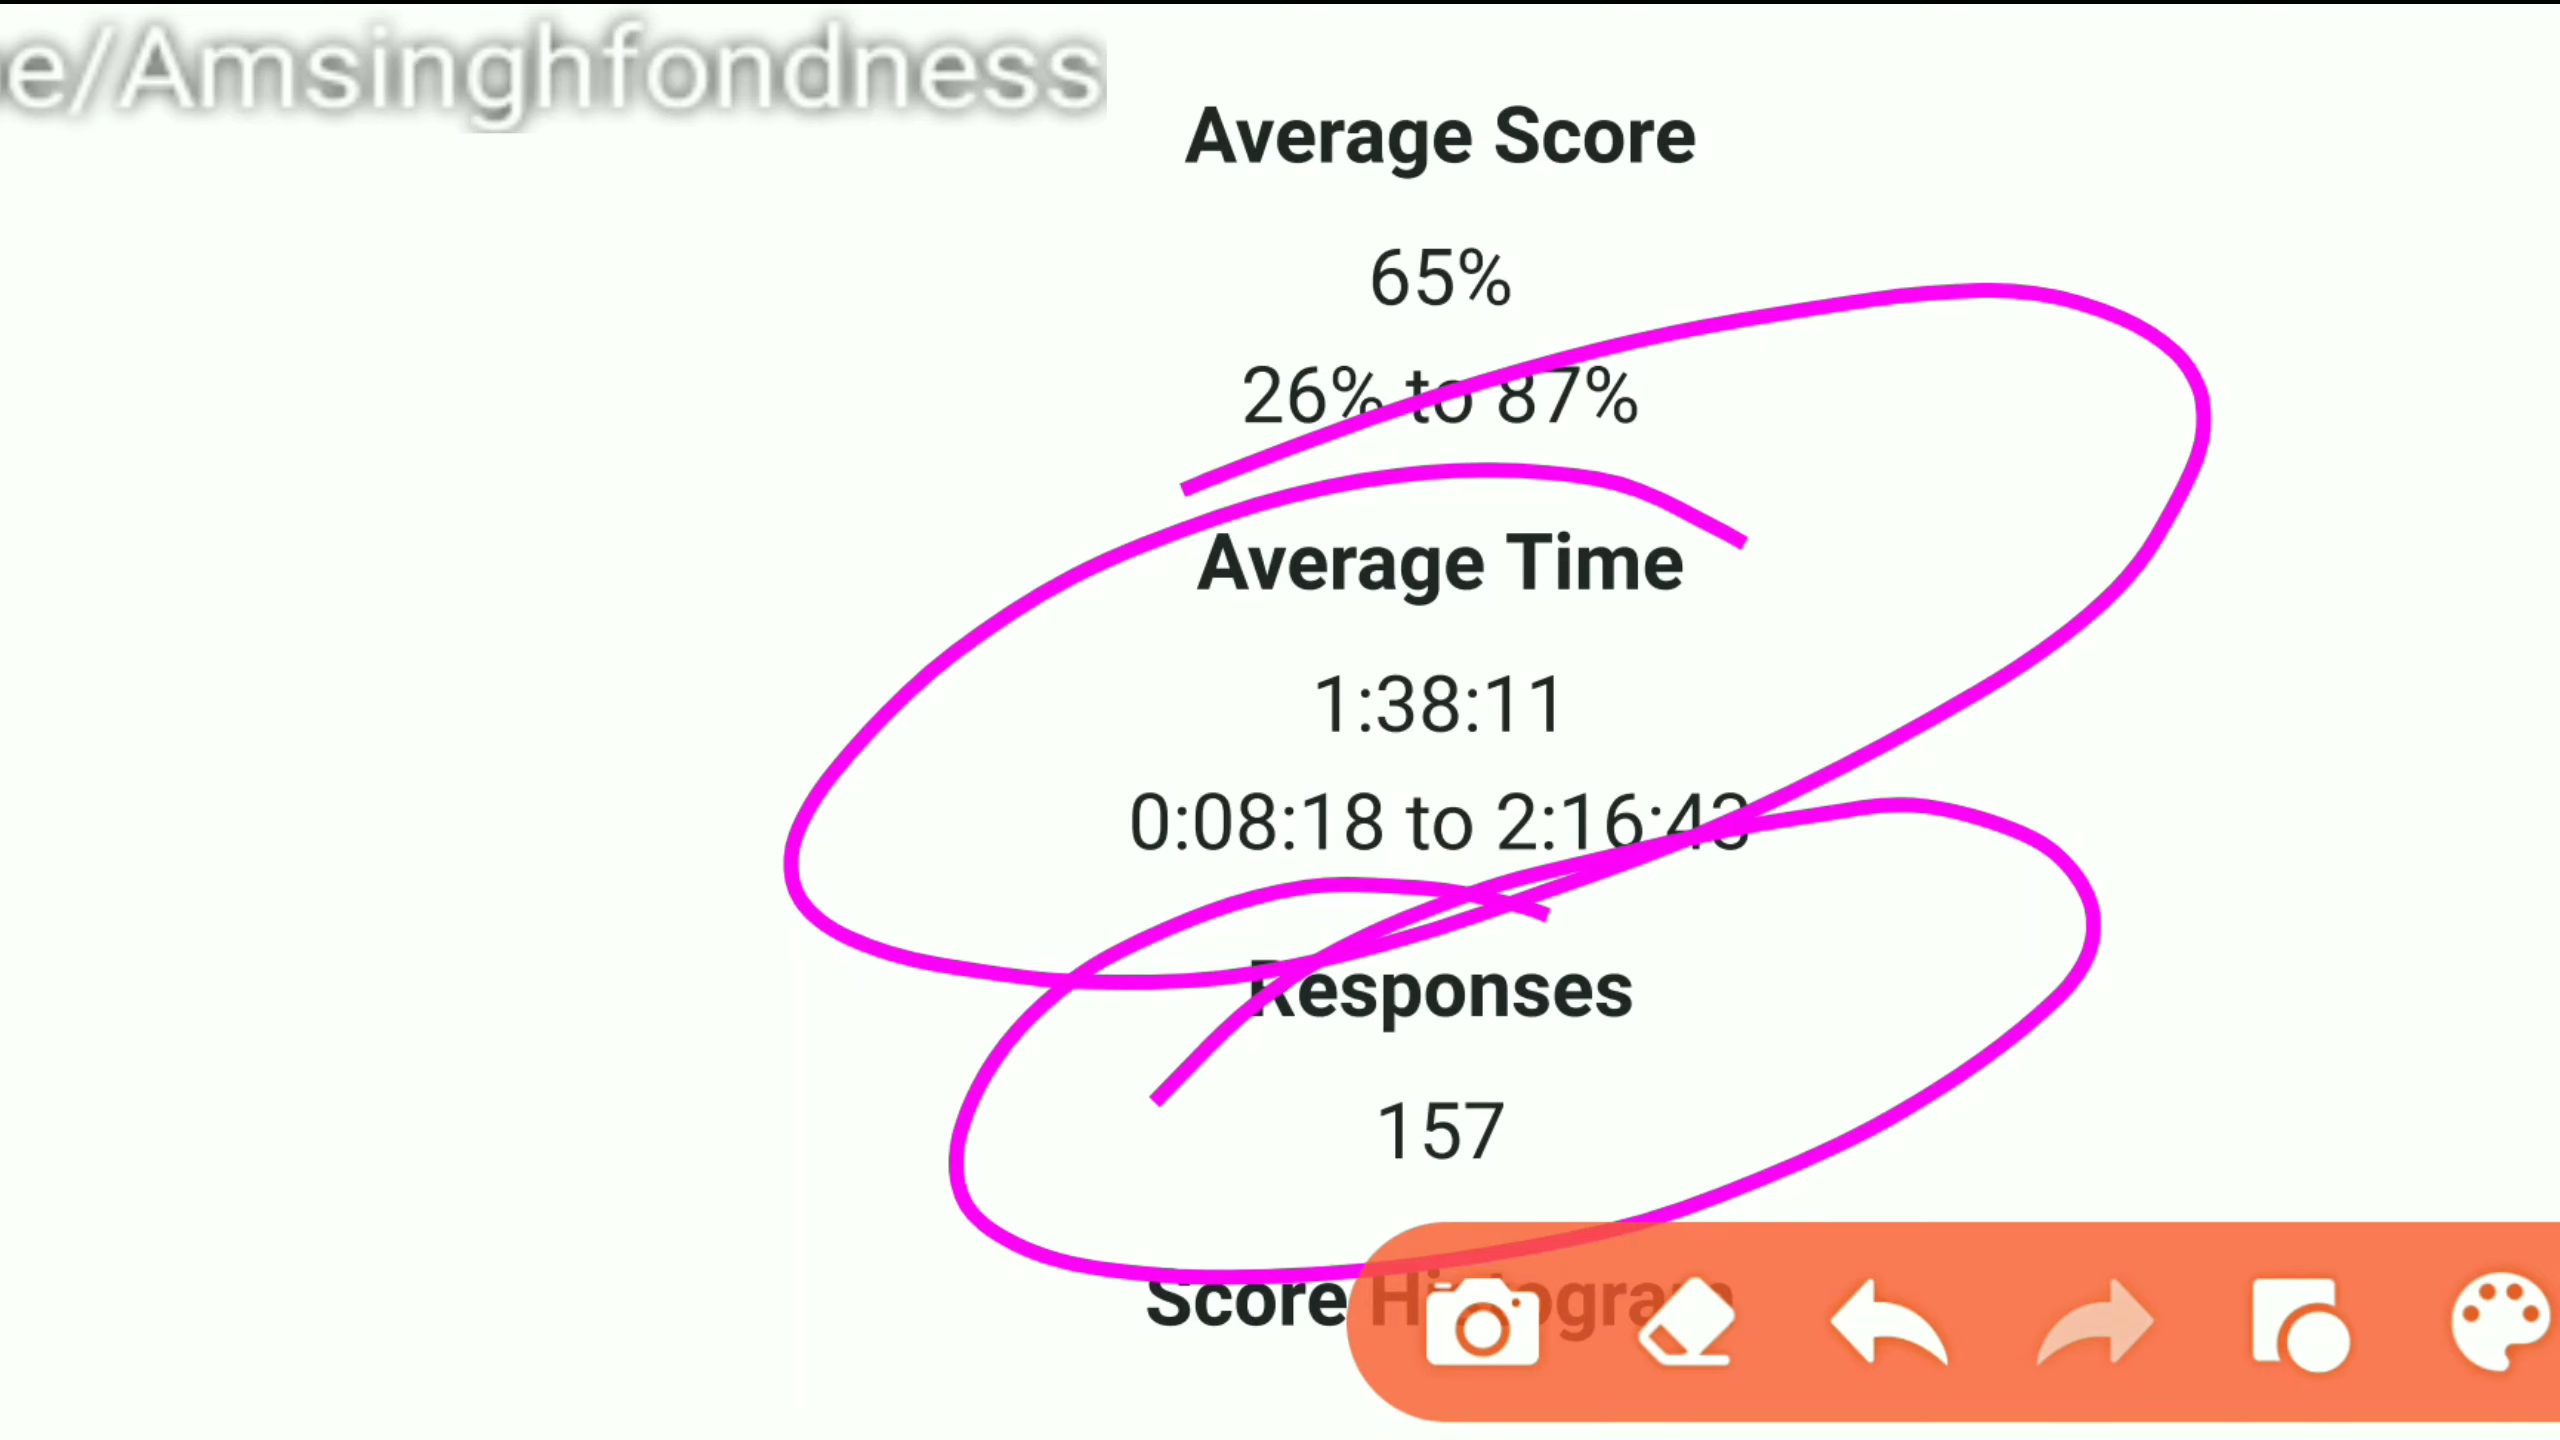 e/Amsinghfondness
Average Score
65%
26% to 87%
Average Time
1:38:11
0:08:18 to 2:16:43
Responses
157
Score Histogram